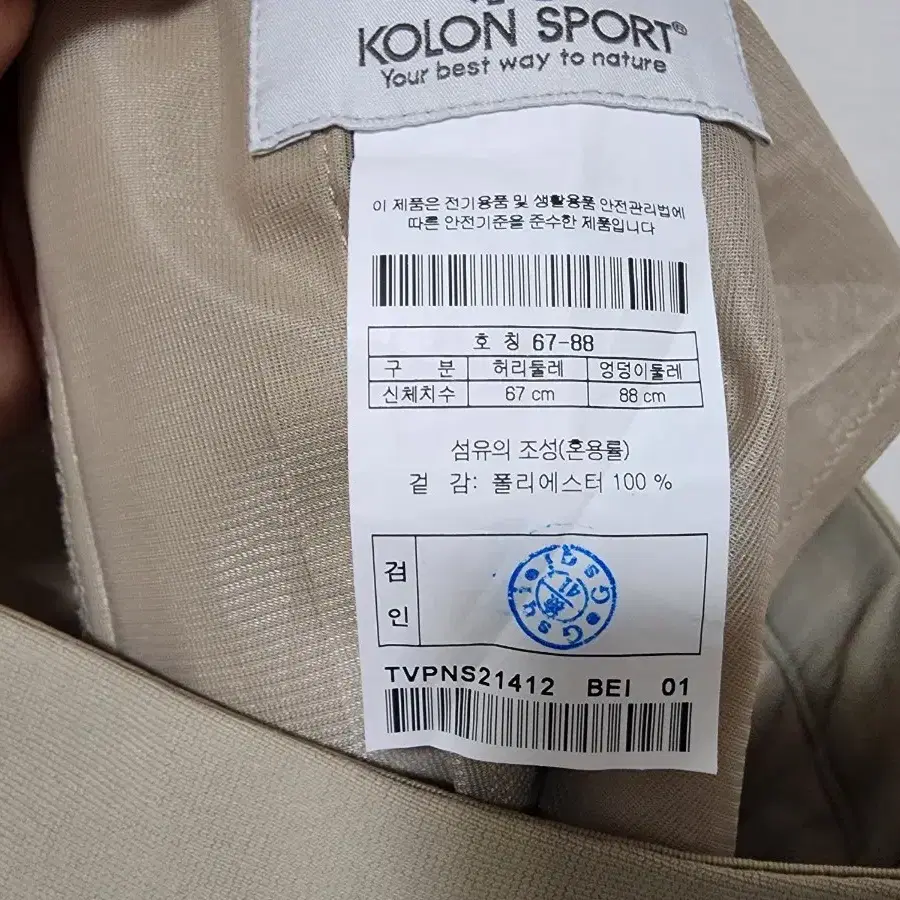 KOLON SPORT®
Your best way to nature
이 제품은 전기용품 및 생활용품 안전관리법에
따른 안전기준을 준수한 제품입니다
호 칭 67-88
구 분 허리둘레 엉덩이둘레
신체치수 67 cm 88 cm
섬유의 조성(혼용률)
겉 감: 폴리에스터 100 %
검
인
TVPNS21412 BEI 01